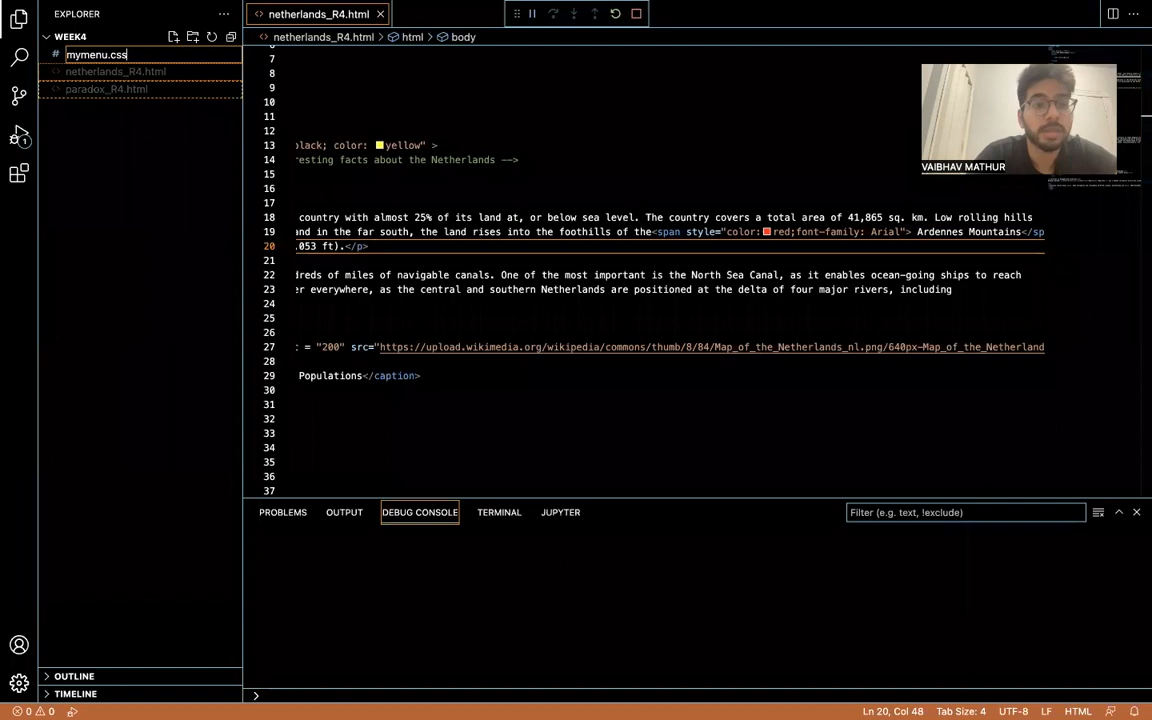 EXPLORER
netherlands_R4.html
WEEK4
netherlands_R4.html html body
# mymenu.css
netherlands_R4.html
paradox_R4.html
6
7
8
9
10
11
12
13 black; color: yellow" >
14 resting facts about the Netherlands -->
15
16
17
18 country with almost 25% of its land at, or below sea level. The country covers a total area of 41,865 sq. km. Low rolling hills
19 and in the far south, the land rises into the foothills of the<span style="color: red;font-family: Arial"> Ardennes Mountains</sp
20 .053 ft).</p>
21
22 dreds of miles of navigable canals. One of the most important is the North Sea Canal, as it enables ocean-going ships to reach
23 er everywhere, as the central and southern Netherlands are positioned at the delta of four major rivers, including
24
25
26
27 = "200" src="https://upload.wikimedia.org/wikipedia/commons/thumb/8/84/Map_of_the_Netherlands_nl.png/640px-Map_of_the_Netherland
28
29 Populations</caption>
30
31
32
33
34
35
36
37
VAIBHAV MATHUR
1
PROBLEMS OUTPUT DEBUG CONSOLE TERMINAL JUPYTER
Filter (e.g. text, !exclude)
OUTLINE
TIMELINE
>
0 0
Ln 20, Col 48 Tab Size: 4 UTF-8 LF HTML